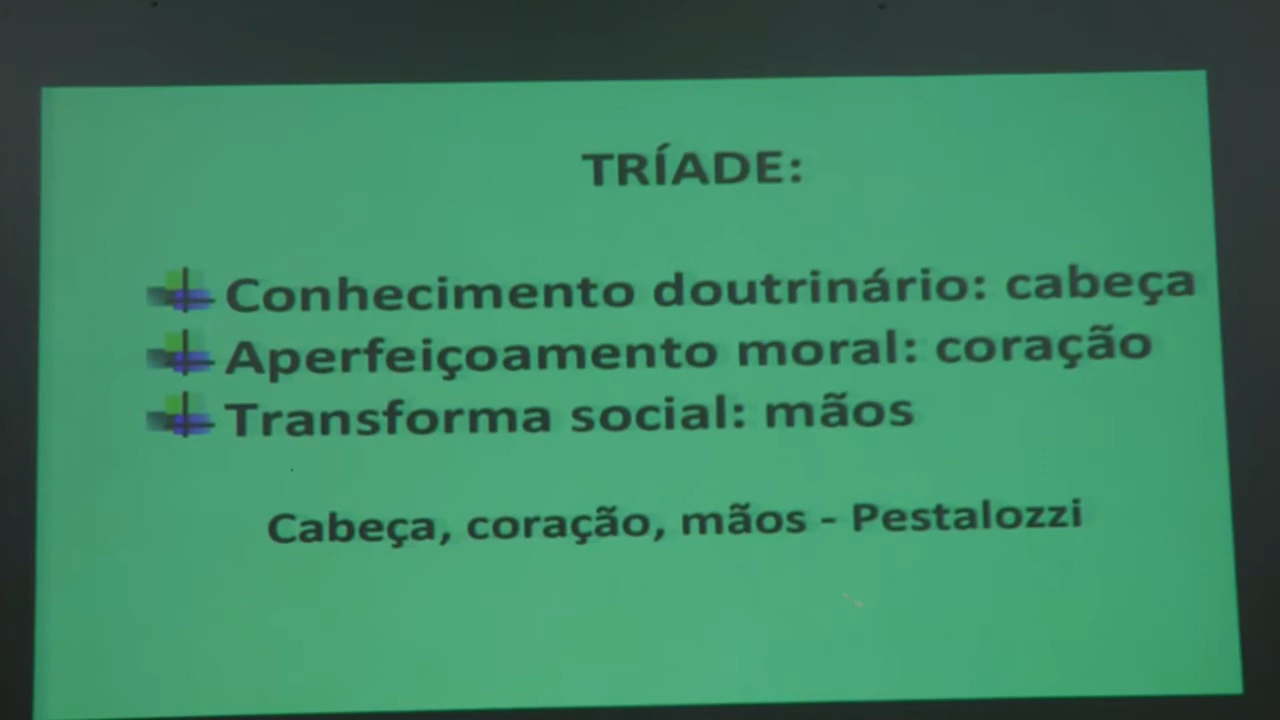 TRÍADE:
Conhecimento doutrinário: cabeça
Aperfeiçoamento moral: coração
Transforma social: mãos
Cabeça, coração, mãos - Pestalozzi